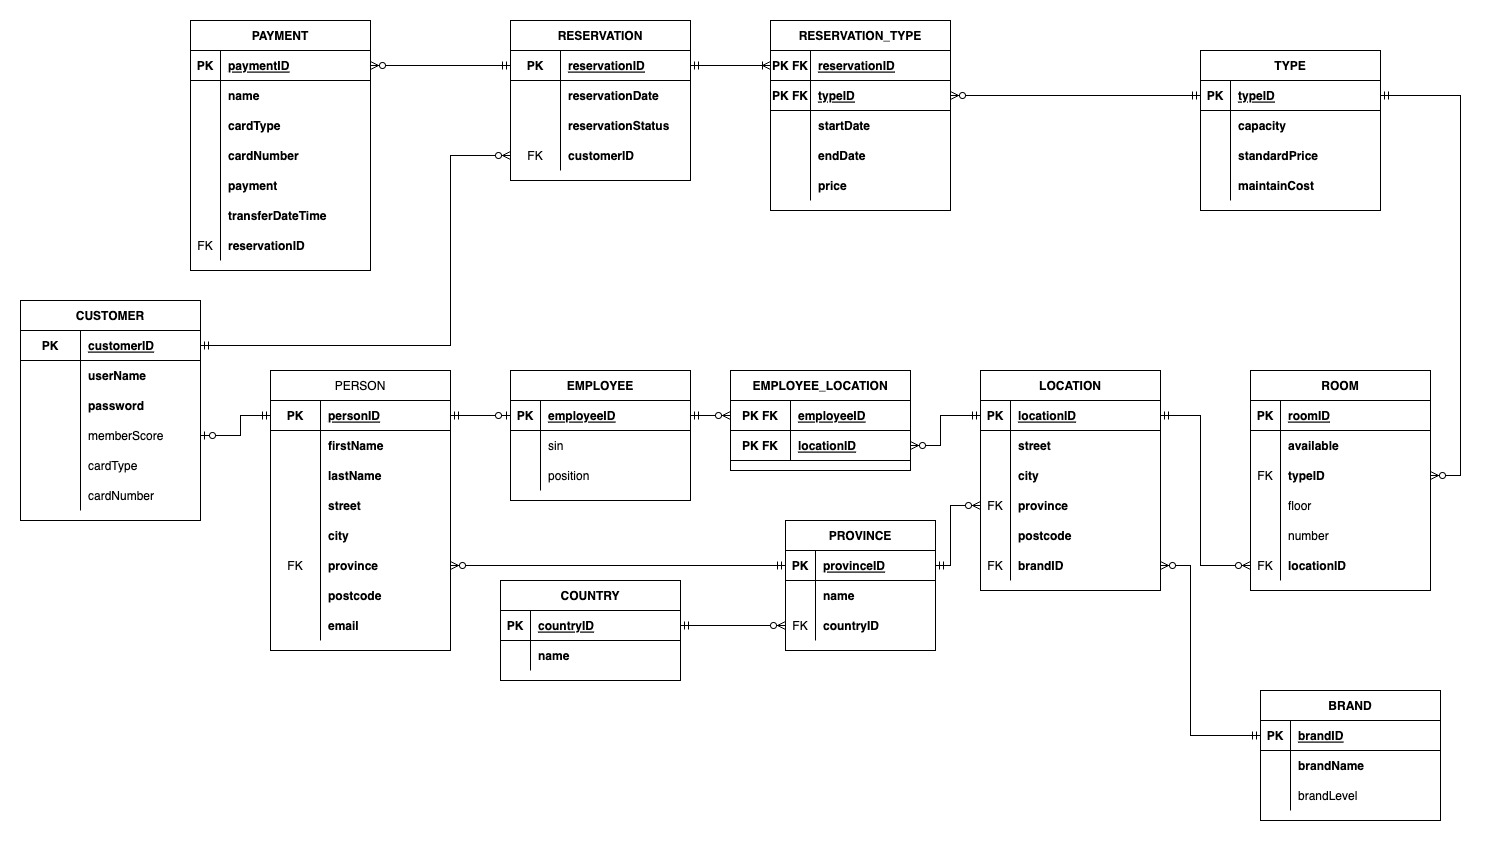 PAYMENT
PK paymentID
name
cardType
cardNumber
payment
transferDateTime
FK reservationID
RESERVATION
PK reservationID
reservationDate
reservationStatus
FK customerID
RESERVATION_TYPE
PK FK reservationID
PK FK typeID
startDate
endDate
price
TYPE
PK typeID
capacity
standardPrice
maintainCost
CUSTOMER
PK customerID
userName
password
memberScore
cardType
cardNumber
PERSON
PK personID
firstName
lastName
street
city
FK province
postcode
email
EMPLOYEE
PK employeeID
sin
position
EMPLOYEE_LOCATION
PK FK employeeID
PK FK locationID
LOCATION
PK locationID
street
city
FK province
postcode
FK brandID
ROOM
PK roomID
available
FK typeID
floor
number
FK locationID
PROVINCE
PK provinceID
name
FK countryID
COUNTRY
PK countryID
name
BRAND
PK brandID
brandName
brandLevel